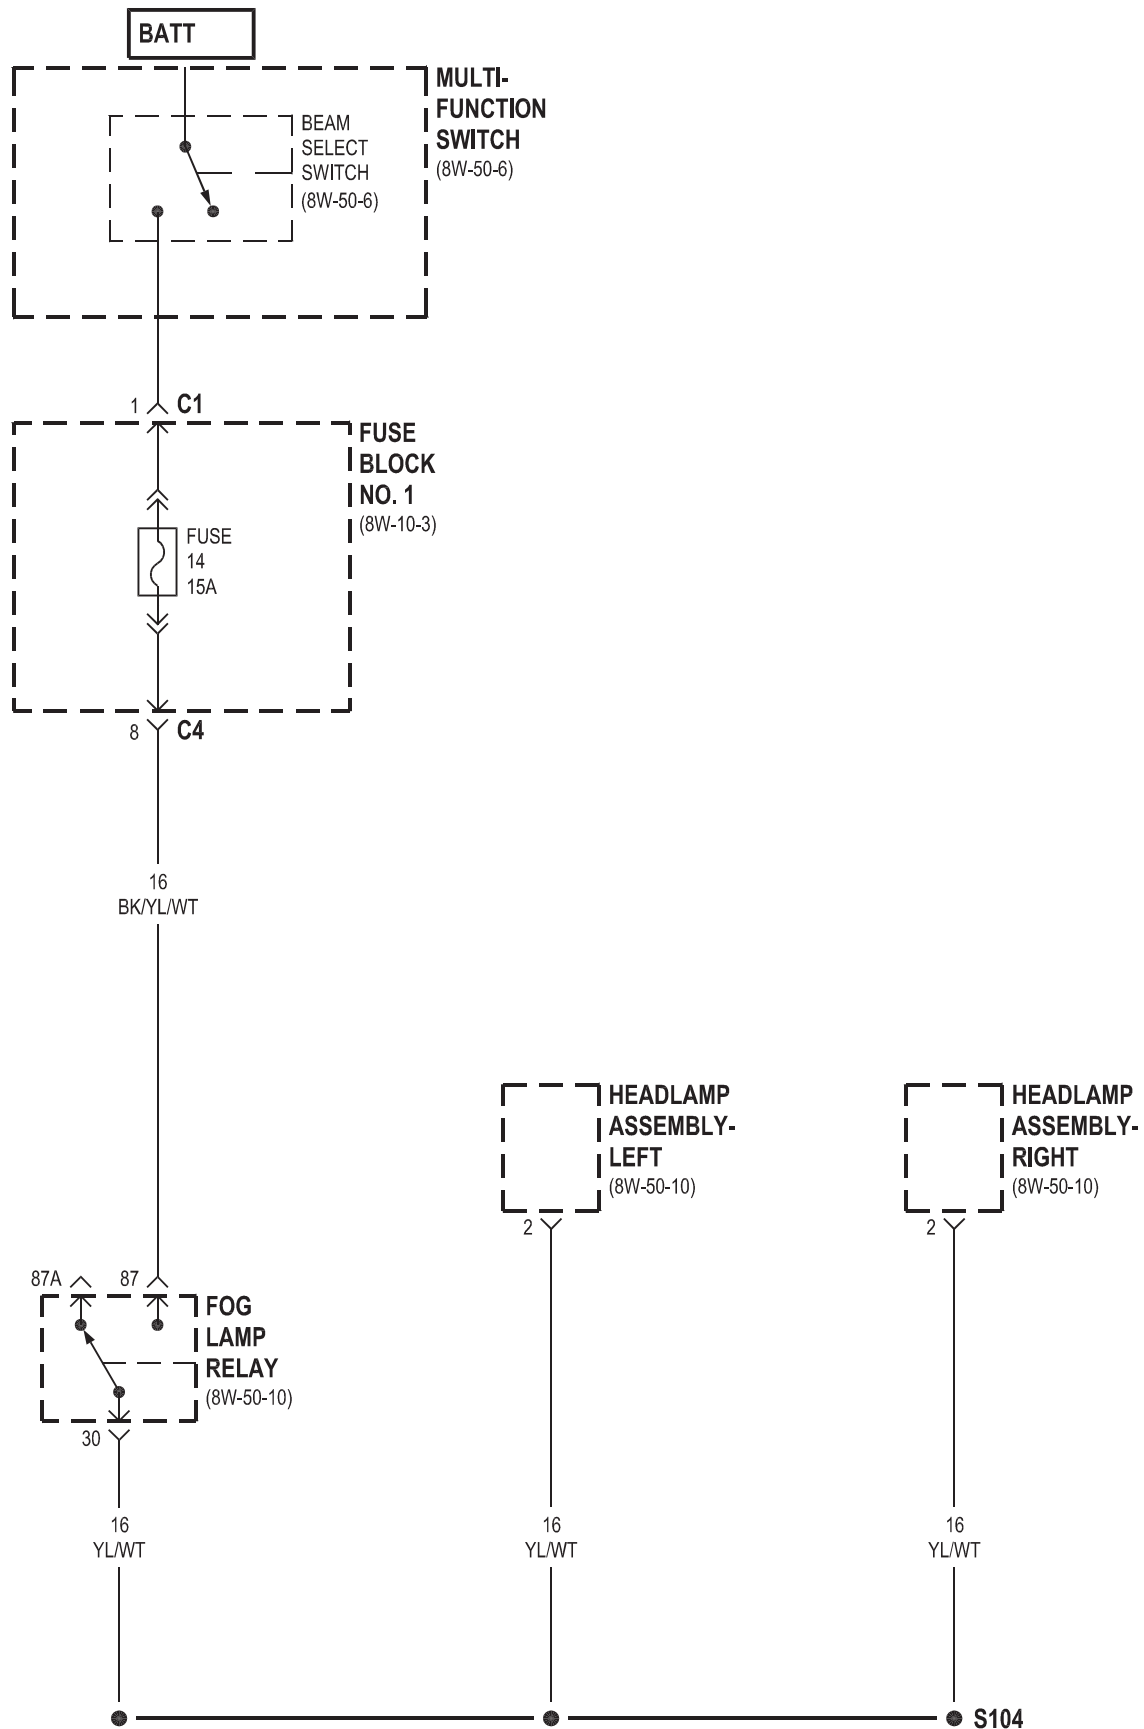 BATT
MULTI-
FUNCTION
SWITCH
(8W-50-6)
BEAM
SELECT
SWITCH
(8W-50-6)
1 C1
FUSE
BLOCK
NO. 1
(8W-10-3)
FUSE
14
15A
8 C4
16
BK/YL/WT
HEADLAMP
ASSEMBLY-
LEFT
(8W-50-10)
2
HEADLAMP
ASSEMBLY-
RIGHT
(8W-50-10)
2
87A 87
FOG
LAMP
RELAY
(8W-50-10)
30
16
YL/WT
16
YL/WT
16
YL/WT
S104